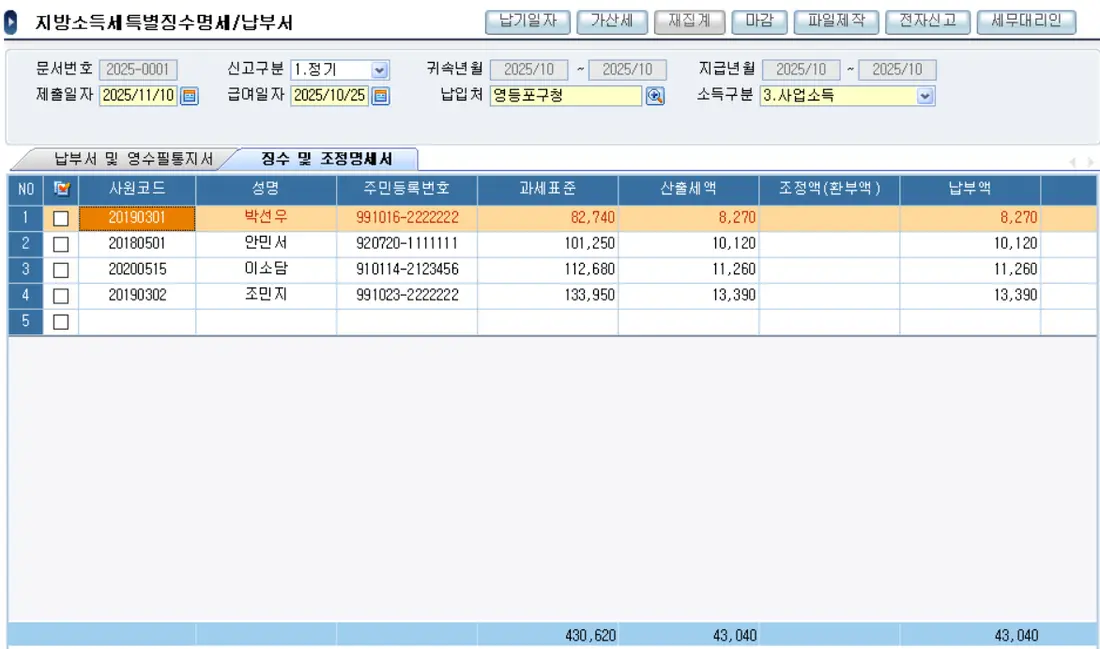 지방소득세특별징수명세/납부서 납기일자 가산세 재집계 마감 파일제작 전자신고 세무대리인
문서번호 2025-0001 신고구분 1.정기 귀속년월 2025/10 ~ 2025/10 지급년월 2025/10 ~ 2025/10
제출일자 2025/11/10 급여일자 2025/10/25 납입처 영등포구청 소득구분 3.사업소득
납부서 및 영수필통지서 징수 및 조정명세서
NO 사원코드 성명 주민등록번호 과세표준 산출세액 조정액(환부액) 납부액
1 20190301 박선우 991016-2222222 82,740 8,270 8,270
2 20180501 안민서 920720-1111111 101,250 10,120 10,120
3 20200515 이소담 910114-2123456 112,680 11,260 11,260
4 20190302 조민지 991023-2222222 133,950 13,390 13,390
5
430,620 43,040 43,040